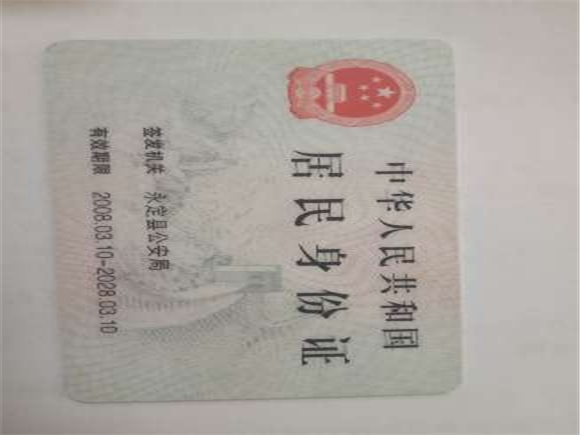 中华人民共和国
居民身份证
签发机关 永定县公安局
有效期限 2008.03.10-2028.03.10